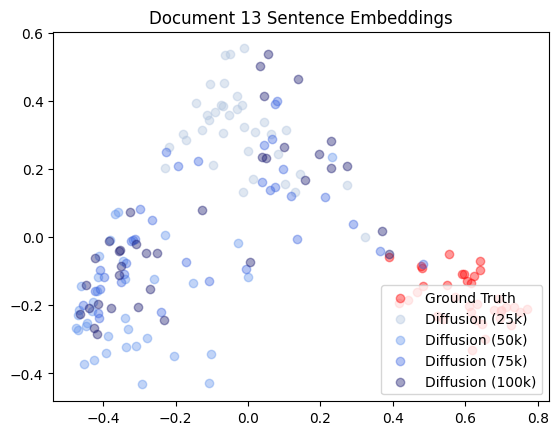 Document 13 Sentence Embeddings
0.6
0.4
0.2
0.0
−0.2
−0.4
−0.4
−0.2
0.0
0.2
0.4
0.6
0.8
Ground Truth
Diffusion (25k)
Diffusion (50k)
Diffusion (75k)
Diffusion (100k)